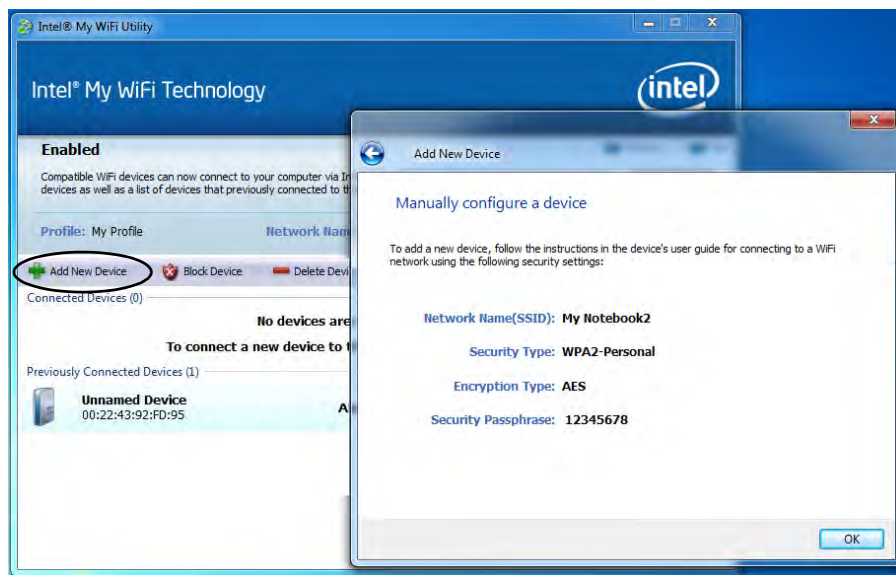 Intel® My WiFi Utility
Intel® My WiFi Technology
intel
Enabled
Compatible WiFi devices can now connect to your computer via
devices as well as a list of devices that previously connected to
Profile: My Profile
Network
Add New Device
Block Device
Delete
Connected Devices (0)
No devices are
To connect a new device to
Previously Connected Devices (1)
Unnamed Device
00:22:43:92:FD:95
Add New Device
Manually configure a device
To add a new device, follow the instructions in the device's user guide for connecting to a WiFi
network using the following security settings:
Network Name(SSID): My Notebook2
Security Type: WPA2-Personal
Encryption Type: AES
Security Passphrase: 12345678
OK